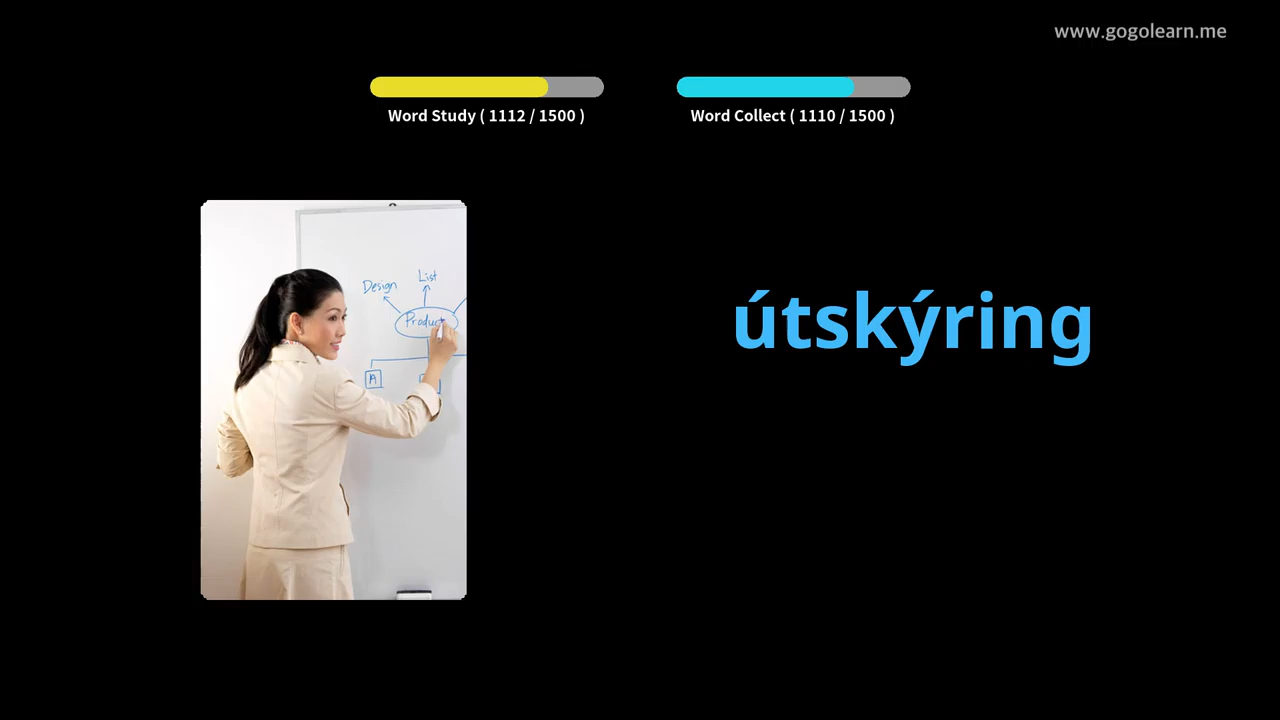 www.gogolearn.me
Word Study ( 1112 / 1500 )
Word Collect ( 1110 / 1500 )
útskýring
List
Design
Product
A